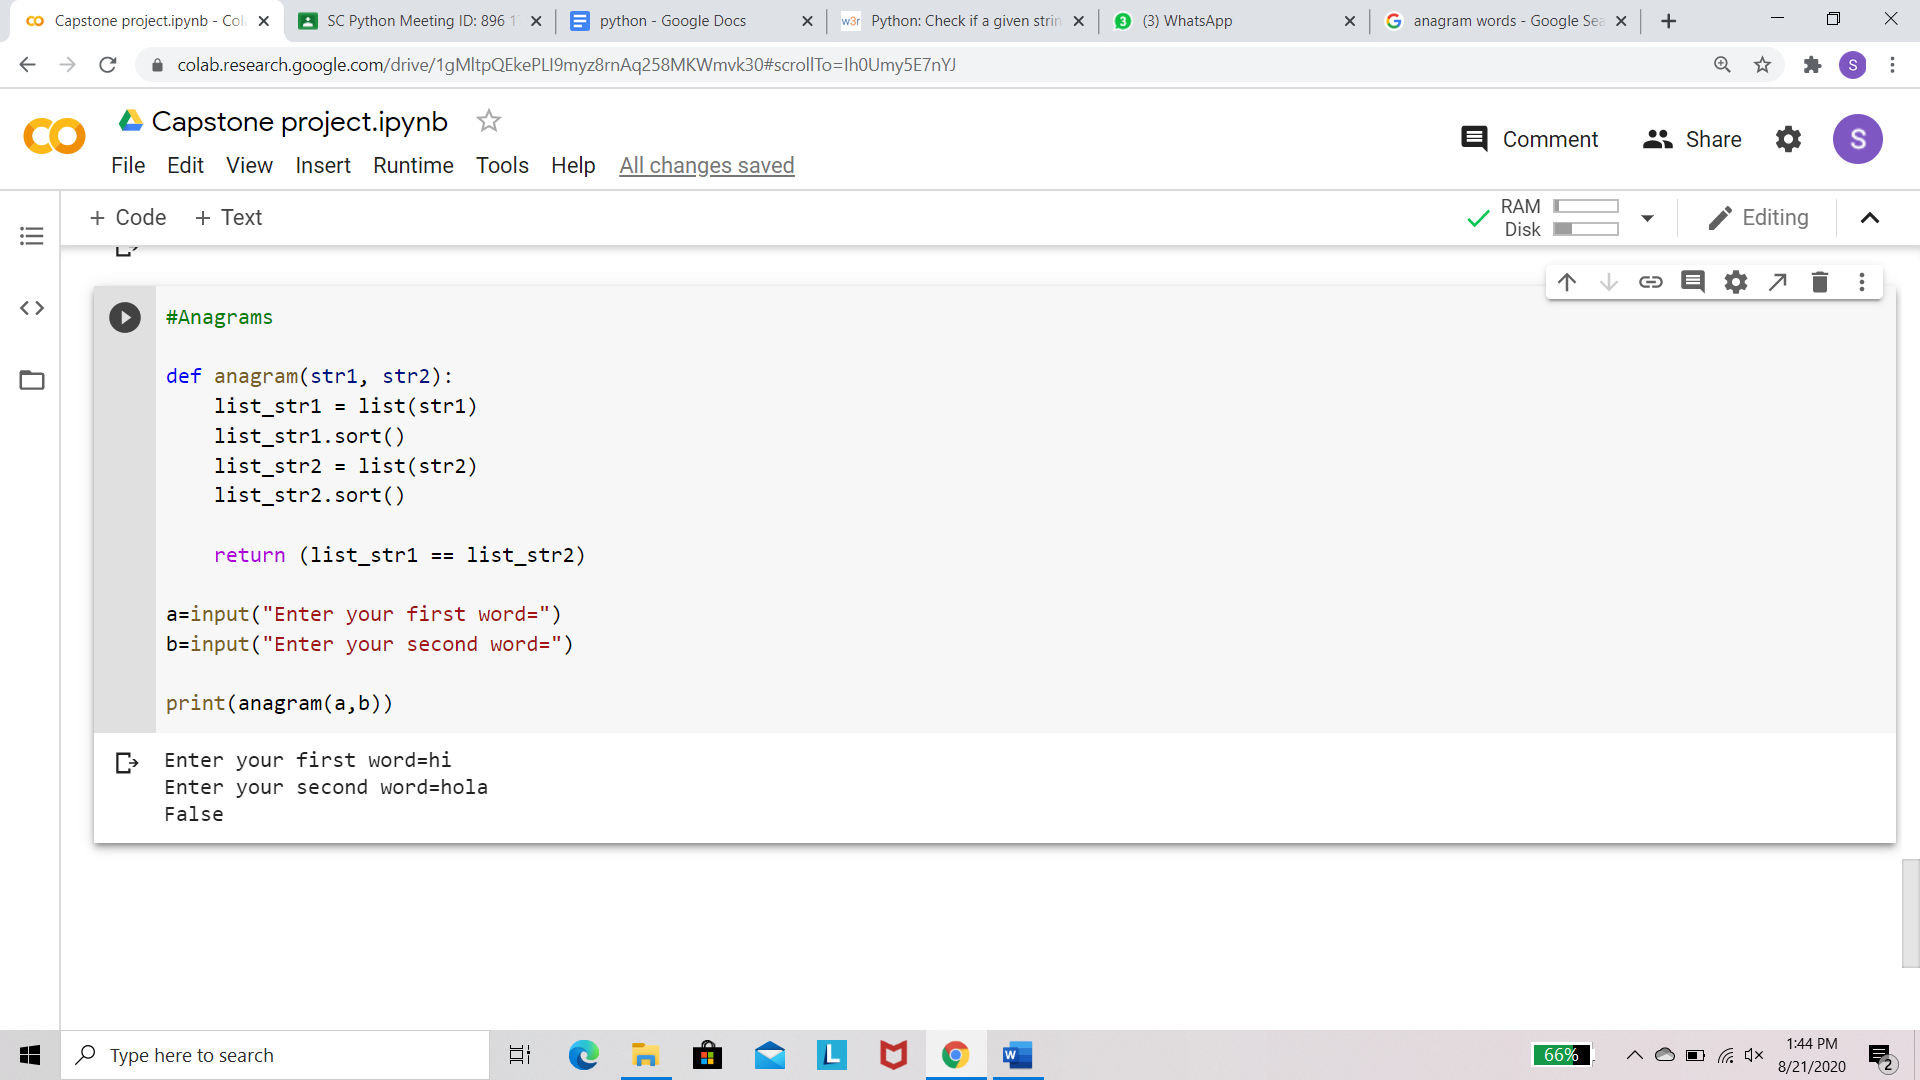 Capstone project.ipynb - Col
SC Python Meeting ID: 896 1
python - Google Docs
w3r Python: Check if a given strin
3 (3) WhatsApp
anagram words - Google Sea
colab.research.google.com/drive/1gMltpQEkePLI9myz8rnAq258MKWmvk30#scrollTo=Ih0Umy5E7nYJ
S
Capstone project.ipynb
Comment
Share
S
File Edit View Insert Runtime Tools Help All changes saved
+ Code + Text
RAM
Disk
Editing
#Anagrams
def anagram(str1, str2):
    list_str1 = list(str1)
    list_str1.sort()
    list_str2 = list(str2)
    list_str2.sort()
    return (list_str1 == list_str2)
a=input("Enter your first word=")
b=input("Enter your second word=")
print(anagram(a,b))
Enter your first word=hi
Enter your second word=hola
False
Type here to search
L
W
66%
1:44 PM
8/21/2020
2